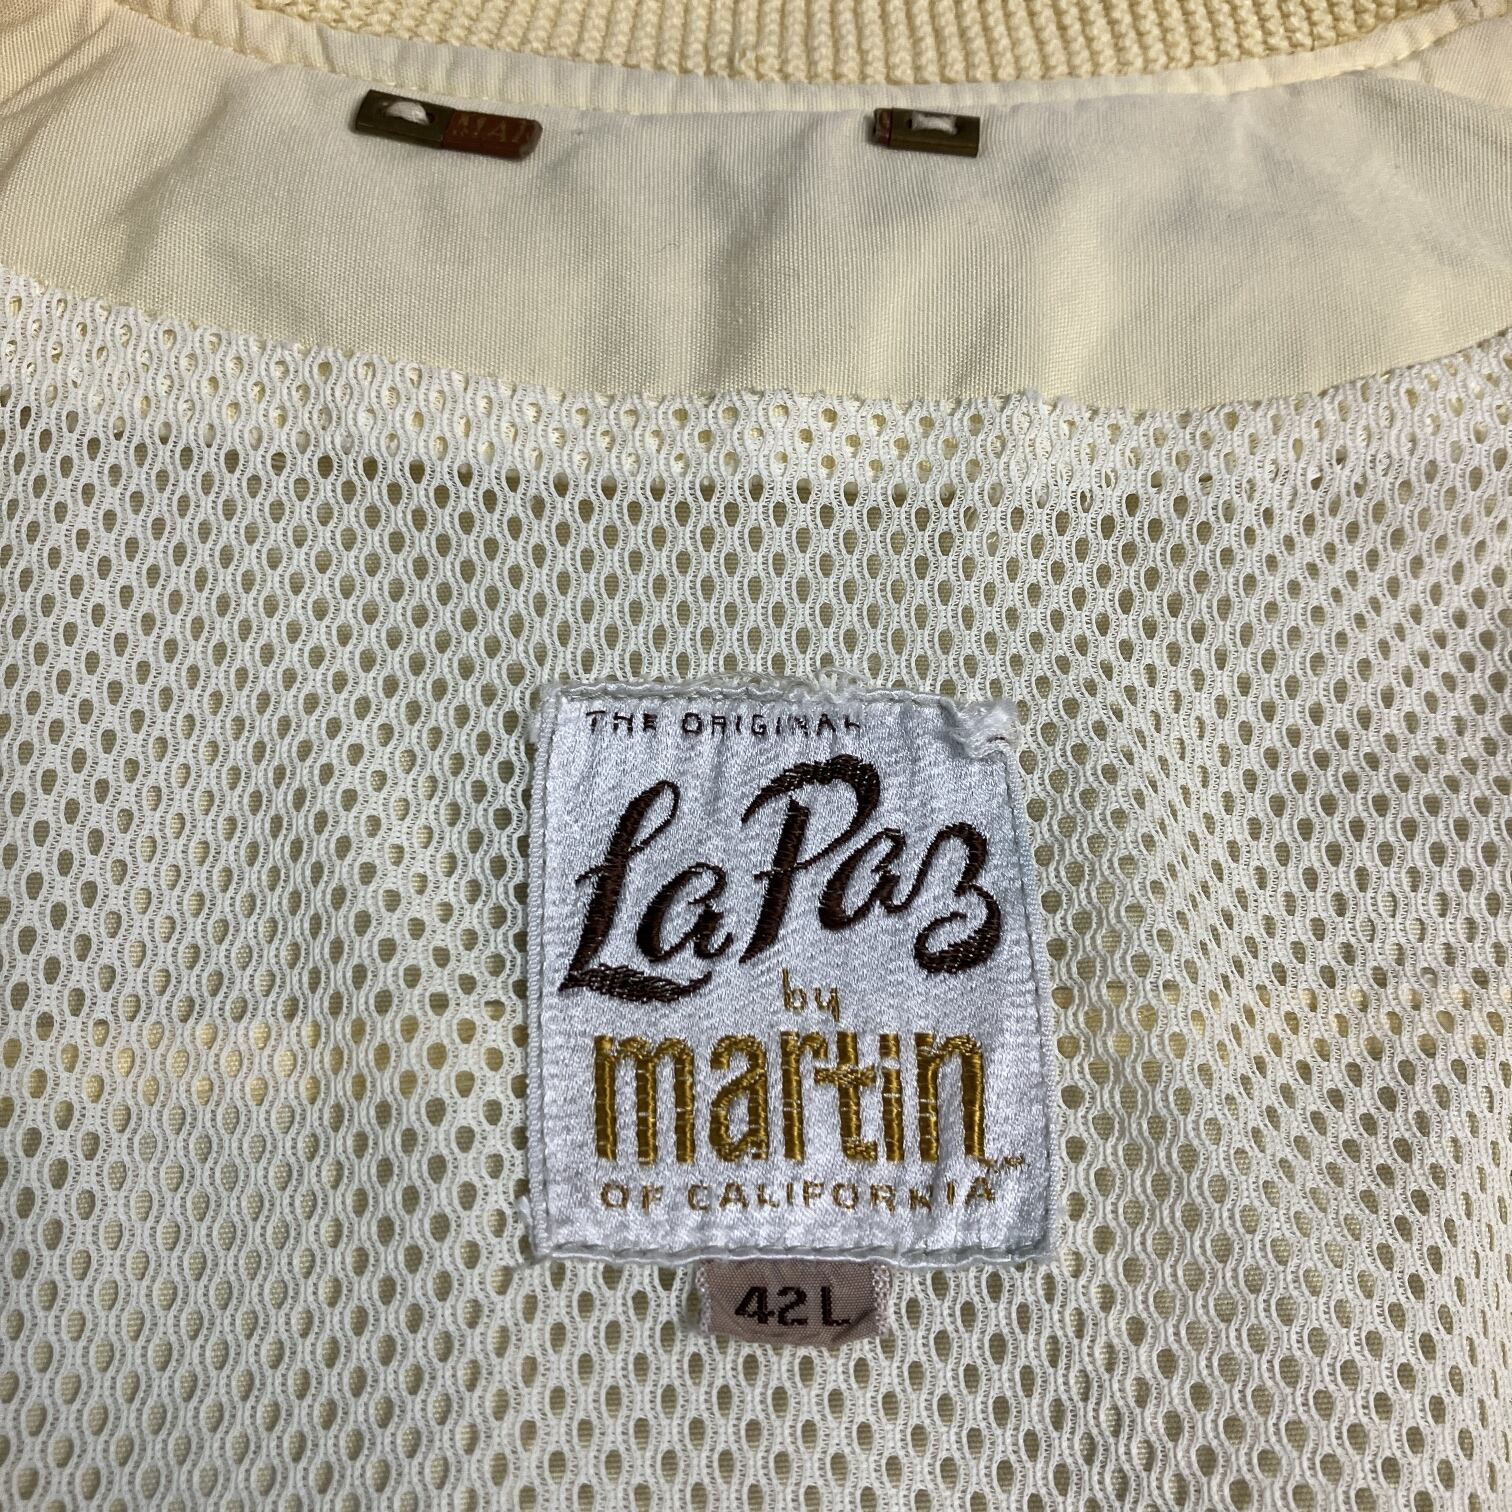 THE ORIGINAL
La Paz
by
martin
OF CALIFORNIA
42L